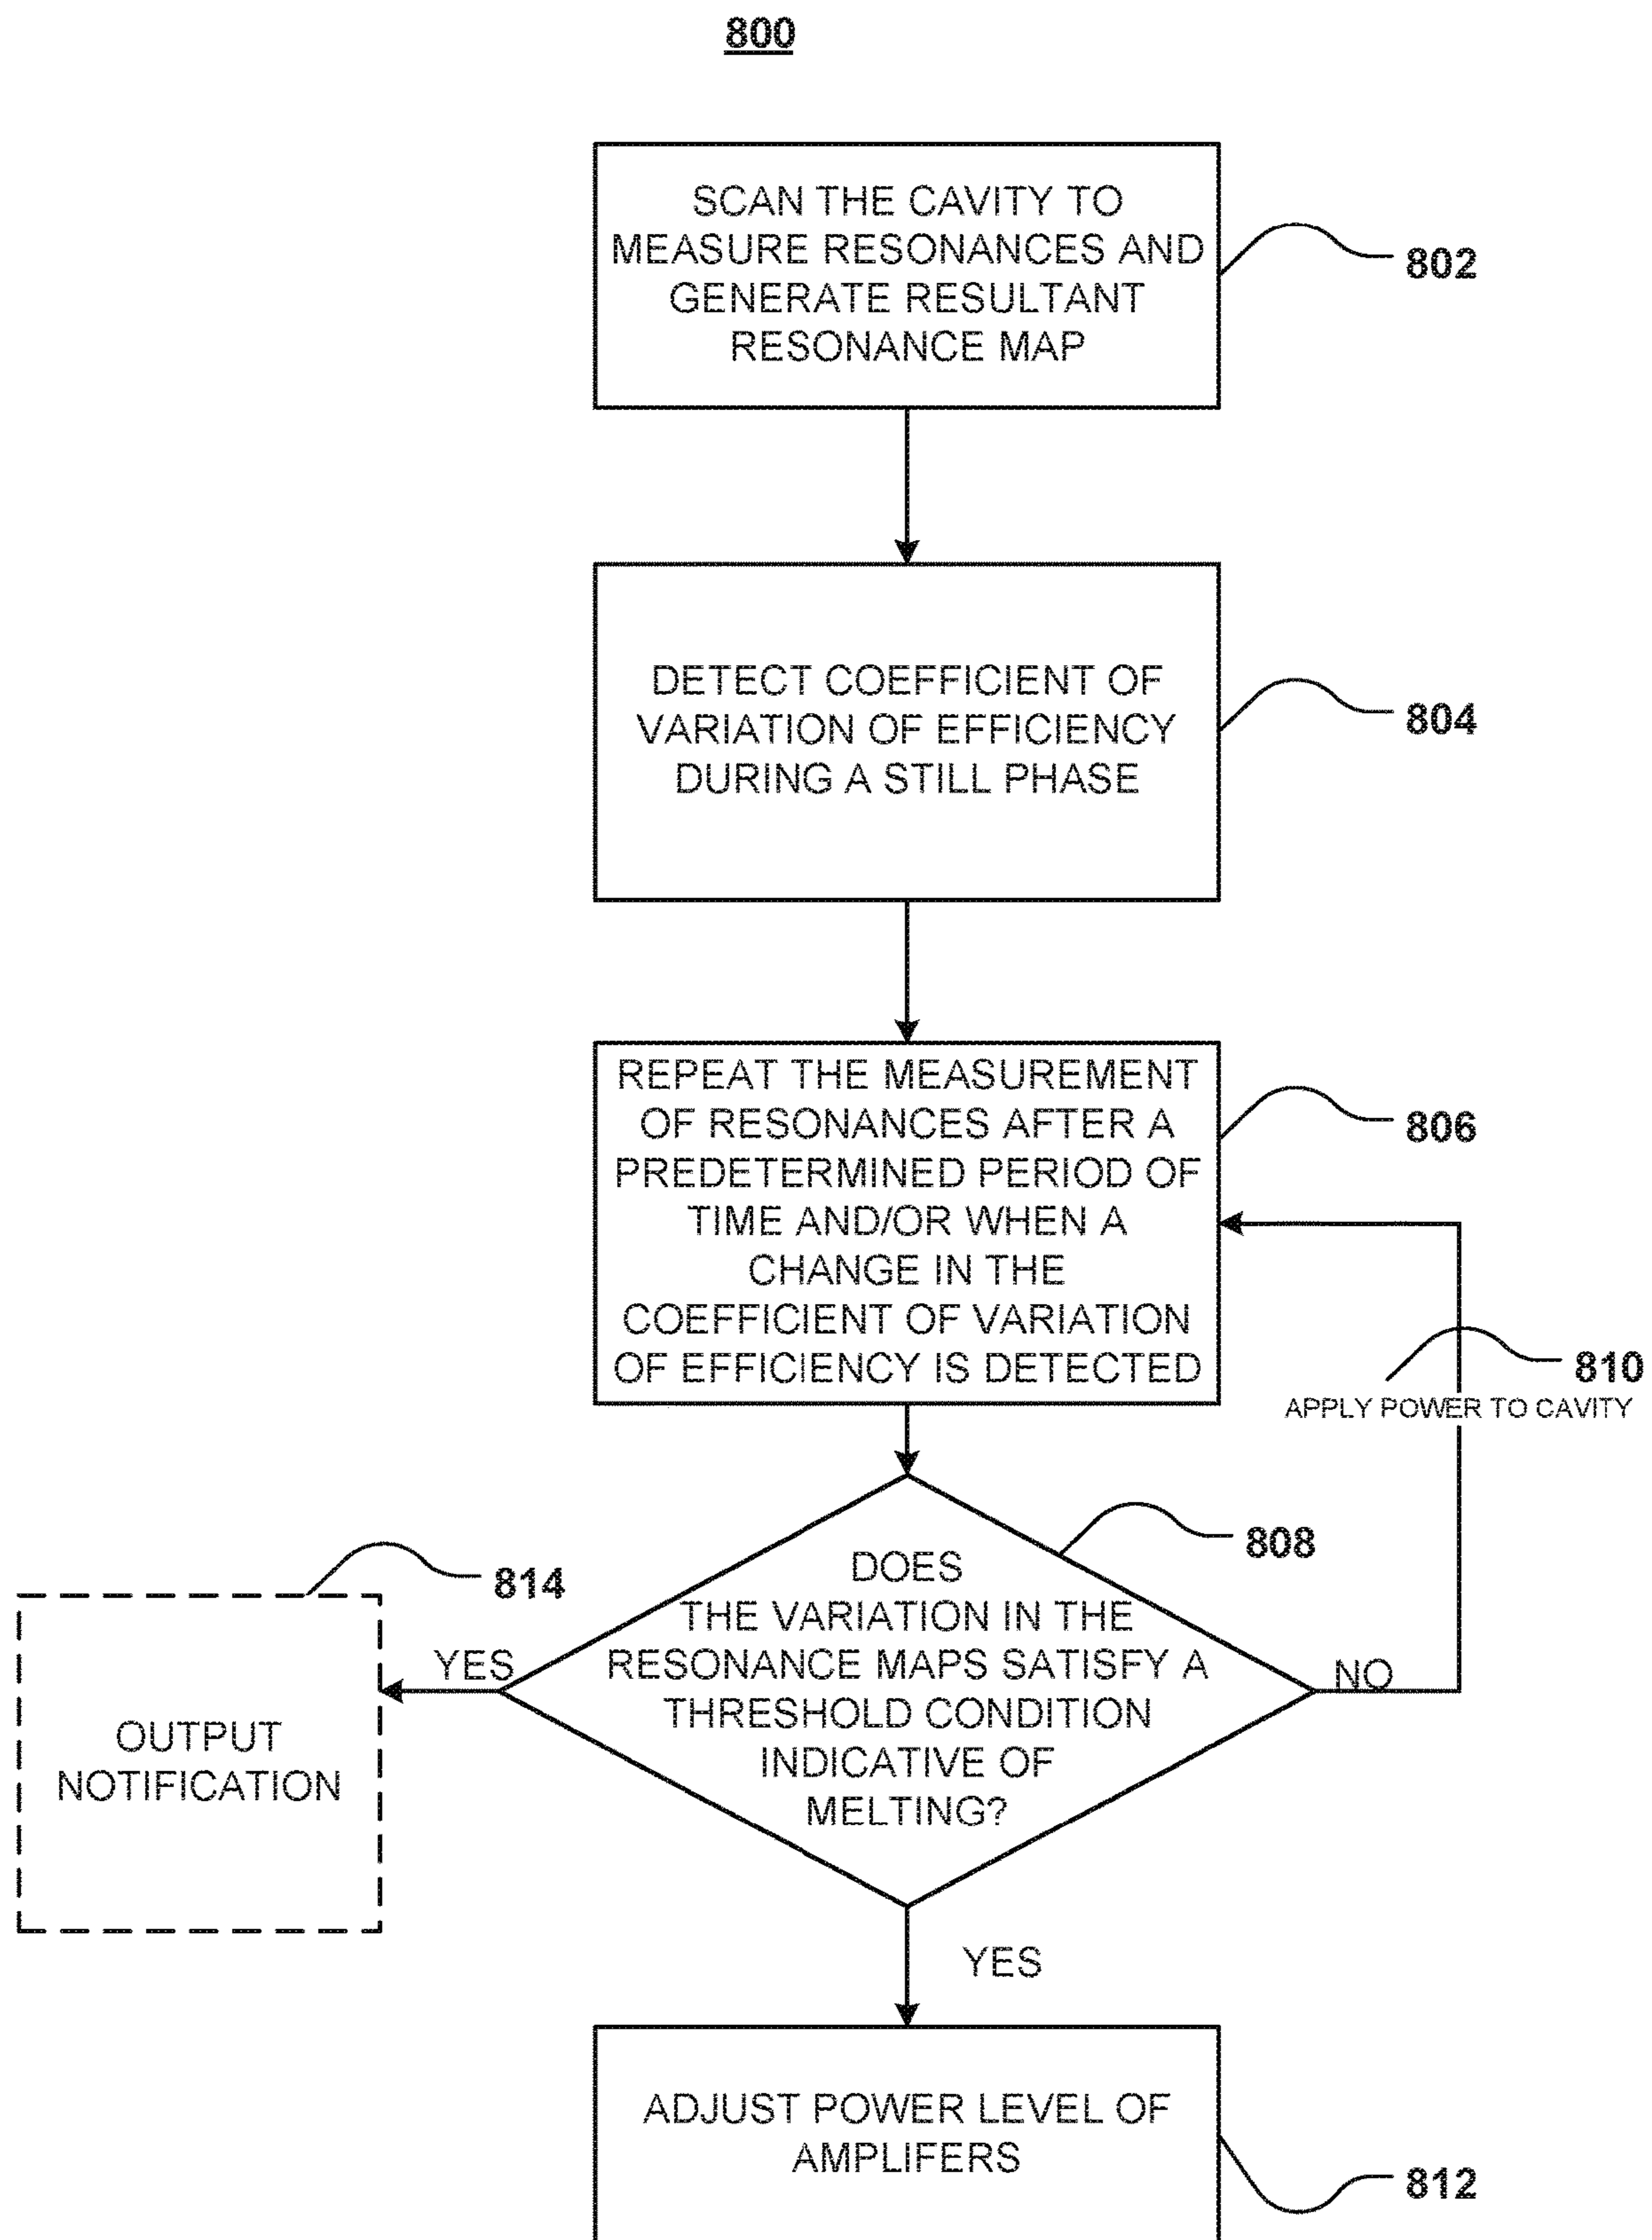 800
SCAN THE CAVITY TO
MEASURE RESONANCES AND
GENERATE RESULTANT
RESONANCE MAP
802
DETECT COEFFICIENT OF
VARIATION OF EFFICIENCY
DURING A STILL PHASE
804
REPEAT THE MEASUREMENT
OF RESONANCES AFTER A
PREDETERMINED PERIOD OF
TIME AND/OR WHEN A
CHANGE IN THE
COEFFICIENT OF VARIATION
OF EFFICIENCY IS DETECTED
806
810
APPLY POWER TO CAVITY
DOES
THE VARIATION IN THE
RESONANCE MAPS SATISFY A
THRESHOLD CONDITION
INDICATIVE OF
MELTING?
808
NO
YES
814
OUTPUT
NOTIFICATION
YES
ADJUST POWER LEVEL OF
AMPLIFERS
812